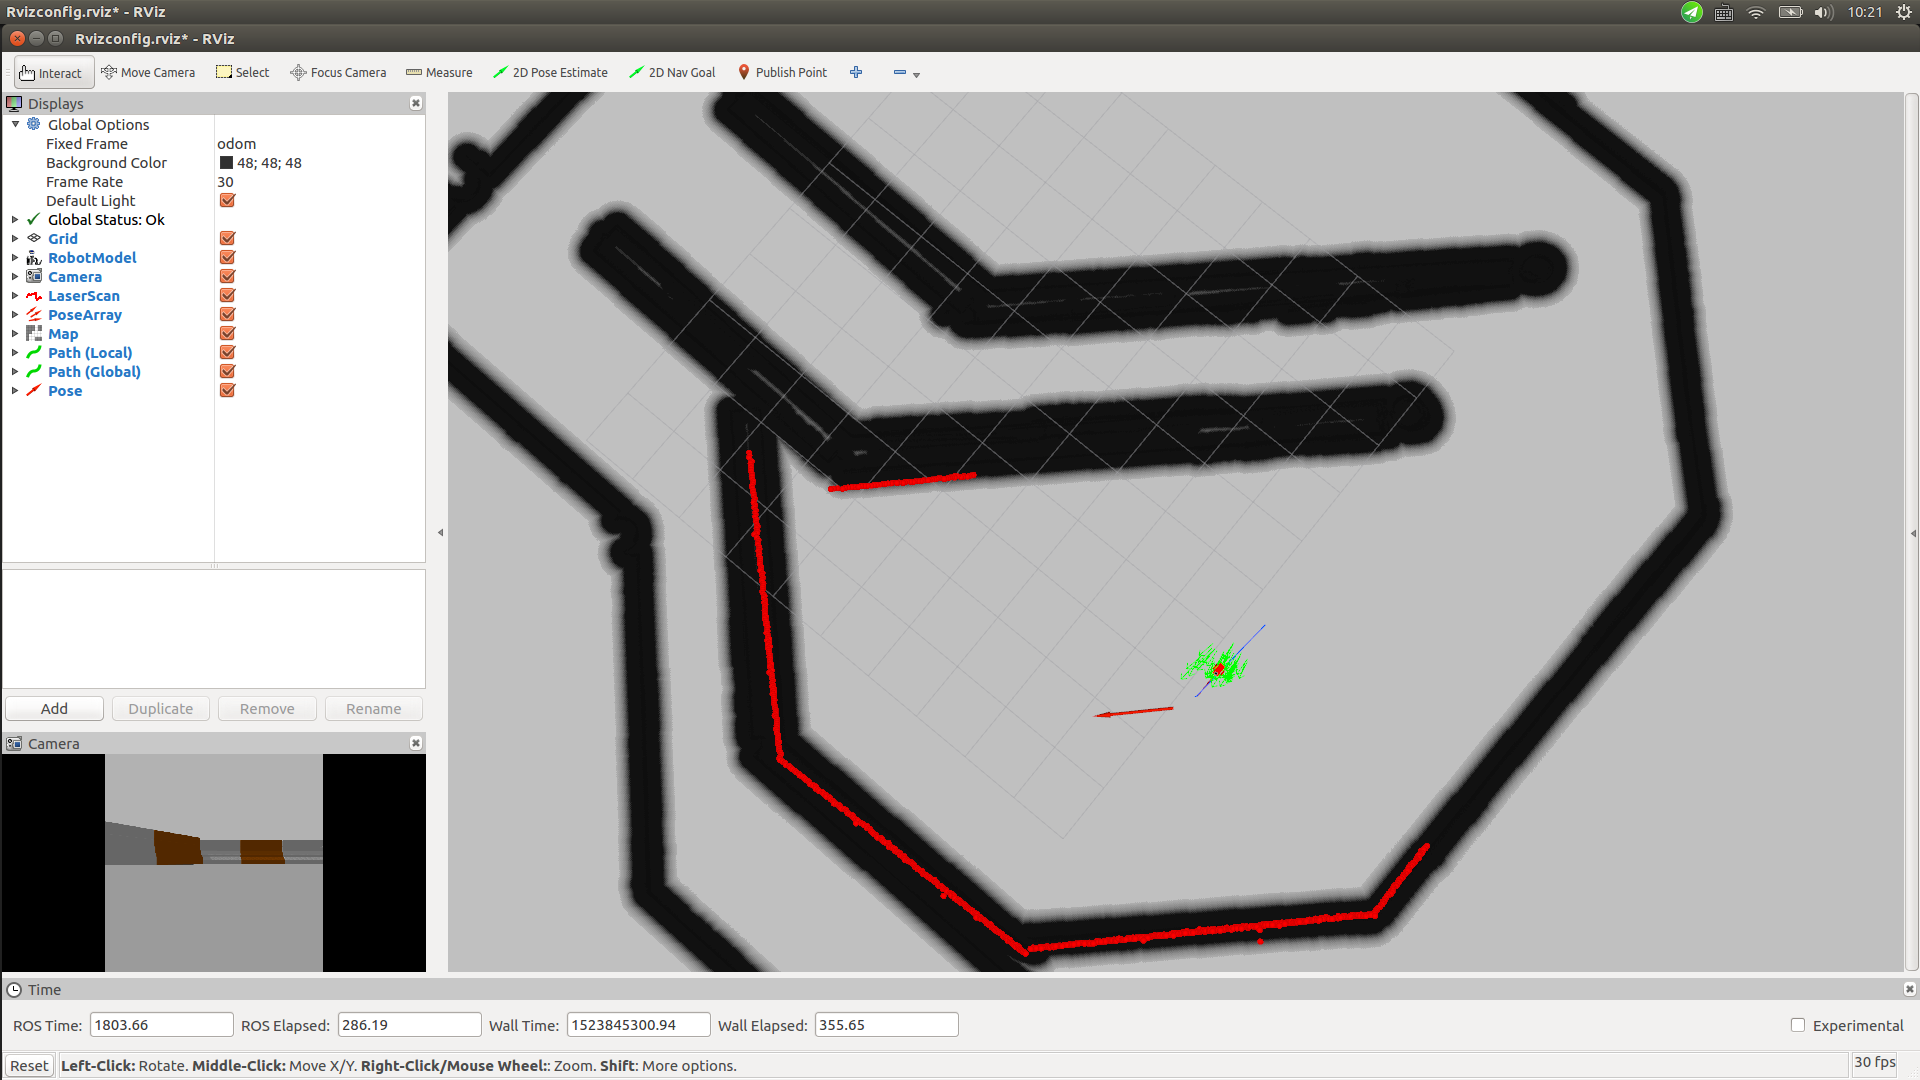 Rvizconfig.rviz* - RViz
10:21
Rvizconfig.rviz* - RViz
Interact
Move Camera
Select
Focus Camera
Measure
2D Pose Estimate
2D Nav Goal
Publish Point
Displays
Global Options
Fixed Frame odom
Background Color 48; 48; 48
Frame Rate 30
Default Light
Global Status: Ok
Grid
RobotModel
Camera
LaserScan
PoseArray
Map
Path (Local)
Path (Global)
Pose
Add Duplicate Remove Rename
Camera
Time
ROS Time: 1803.66 ROS Elapsed: 286.19 Wall Time: 1523845300.94 Wall Elapsed: 355.65 Experimental
Reset Left-Click: Rotate. Middle-Click: Move X/Y. Right-Click/Mouse Wheel:: Zoom. Shift: More options. 30 fps